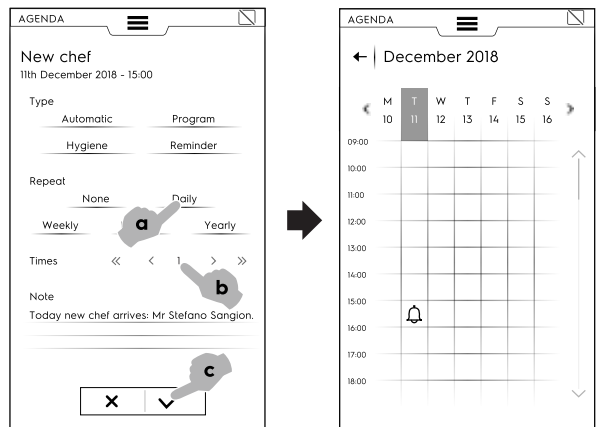 AGENDA
New chef
11th December 2018 - 15:00
Type
Automatic Program
Hygiene Reminder
Repeat
None Daily
Weekly Yearly
a
Times « < 1 > »
b
Note
Today new chef arrives: Mr Stefano Sangion.
c
AGENDA
December 2018
M T W T F S S
10 11 12 13 14 15 16
09:00
10:00
11:00
12:00
13:00
14:00
15:00
16:00
17:00
18:00